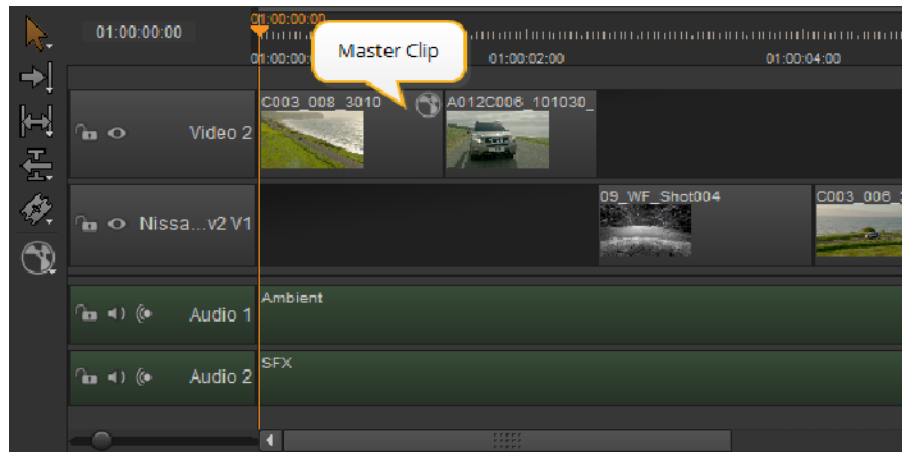 01:00:00:00
01:00:00:00
Master Clip
01:00:00:
01:00:02:00
01:00:04:00
C003_008_3010
A012C006_101030_
Video 2
09_WF_Shot004
C003_006_
Nissa...v2 V1
Ambient
Audio 1
SFX
Audio 2